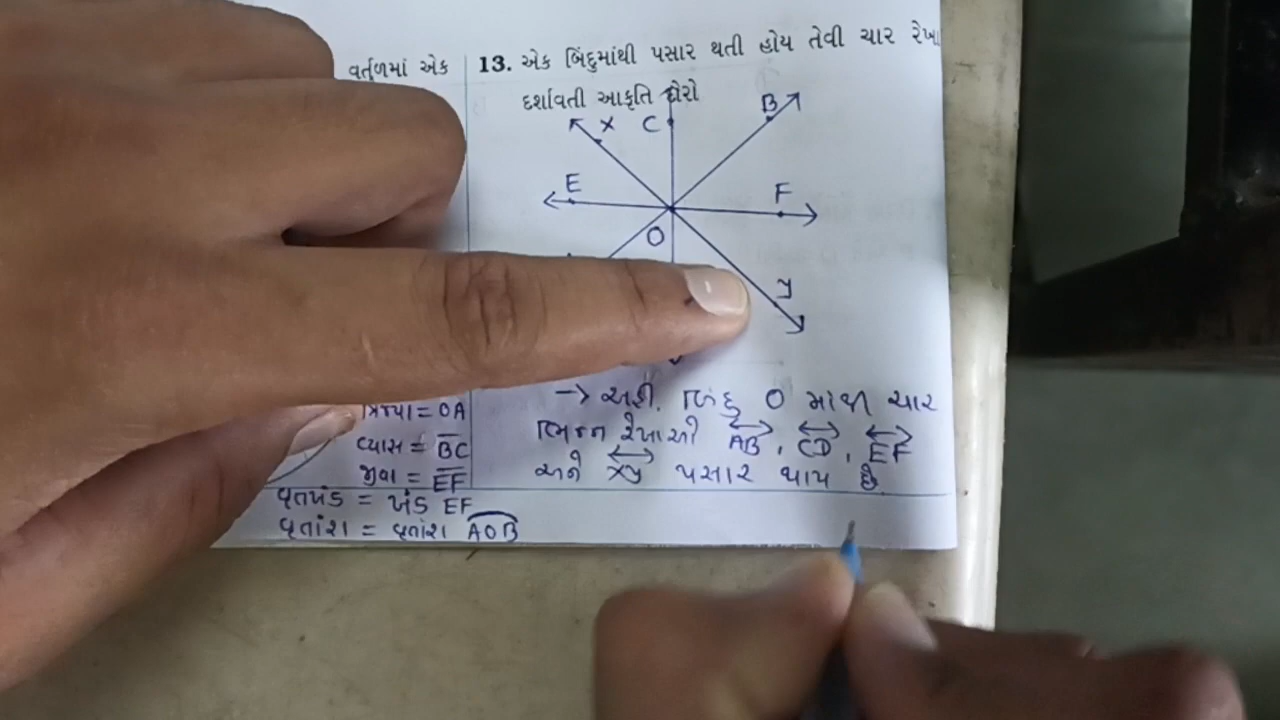 વર્તુળમાં એક
13. એક બિંદુમાંથી પસાર થતી હોય તેવી ચાર રેખા
દર્શાવતી આકૃતિ દોરો
X C B
E F
O
y
→ અહી. બિંદુ O માંથી ચાર
ભિન્ન રેખાઓ AB, CD, EF
અને xy પસાર થાય છે.
ત્રિજ્યા = OA
વ્યાસ = BC
જીવા = EF
વૃતખંડ = ખંડ EF
વૃતાંશ = વૃતાંશ AOB